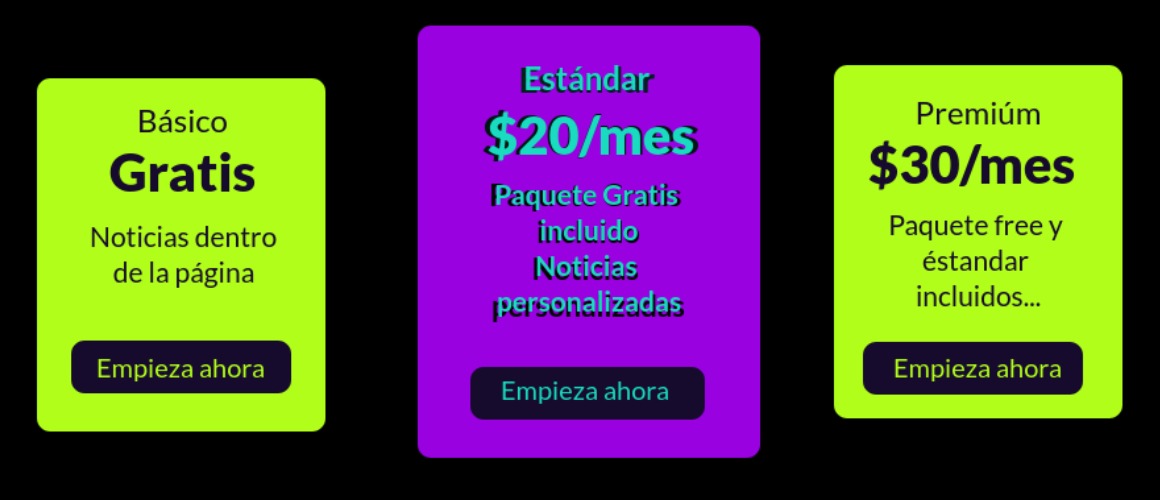 Básico
Gratis
Noticias dentro
de la página
Empieza ahora
Estándar
$20/mes
Paquete Gratis
incluido
Noticias
personalizadas
Empieza ahora
Premiúm
$30/mes
Paquete free y
éstandar
incluidos...
Empieza ahora